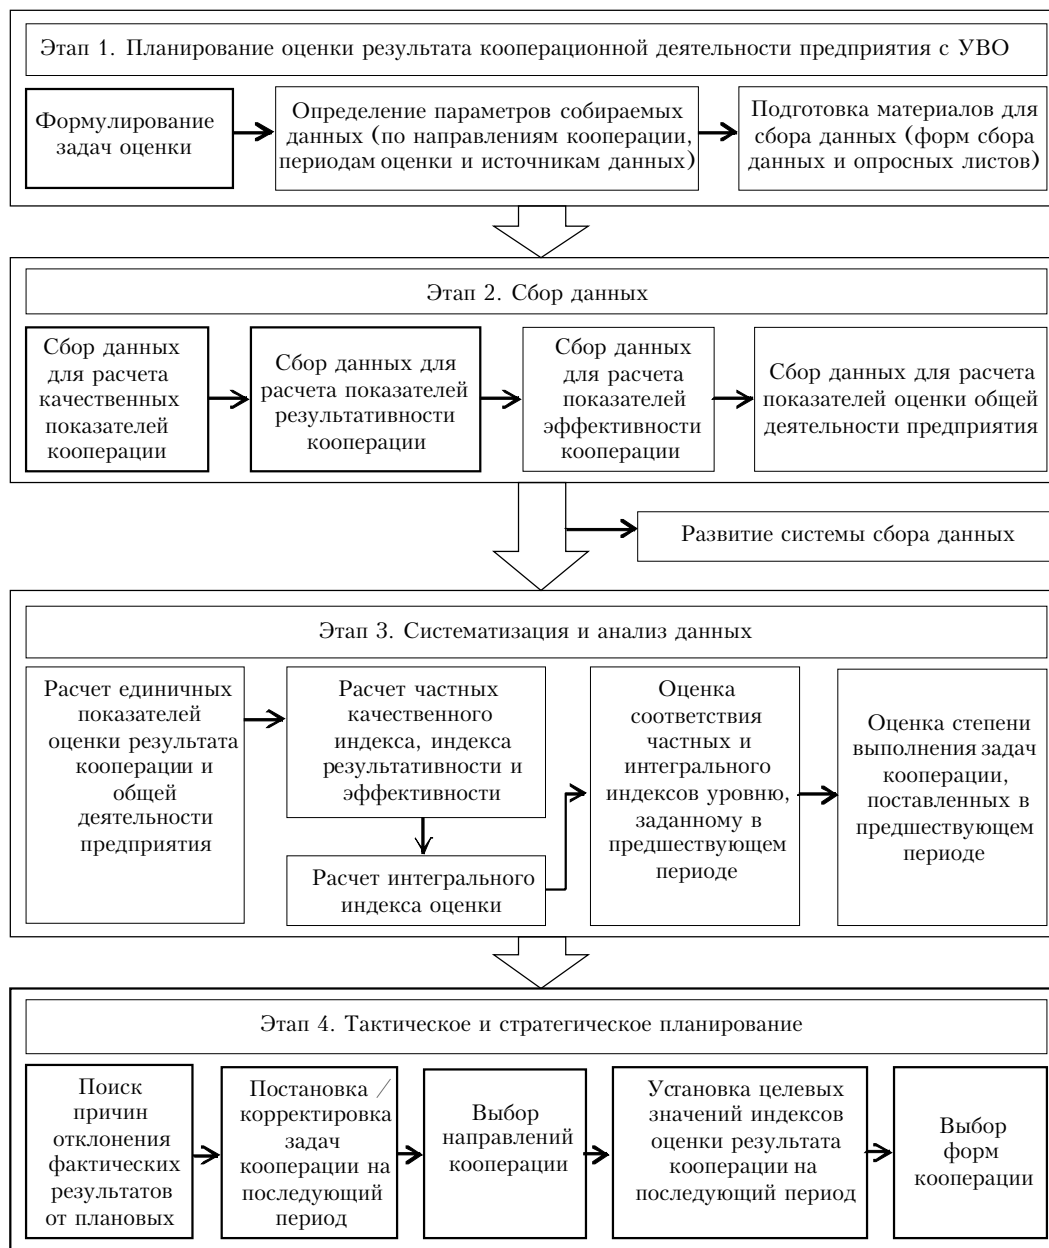 Этап 1. Планирование оценки результата кооперационной деятельности предприятия с УВО
Формулирование
задач оценки
Определение параметров собираемых
данных (по направлениям кооперации,
периодам оценки и источникам данных)
Подготовка материалов для
сбора данных (форм сбора
данных и опросных листов)
Этап 2. Сбор данных
Сбор данных
для расчета
качественных
показателей
кооперации
Сбор данных для
расчета показателей
результативности
кооперации
Сбор данных
для расчета
показателей
эффективности
кооперации
Сбор данных для расчета
показателей оценки общей
деятельности предприятия
Развитие системы сбора данных
Этап 3. Систематизация и анализ данных
Расчет единичных
показателей
оценки результата
кооперации и
общей
деятельности
предприятия
Расчет частных
качественного
индекса, индекса
результативности и
эффективности
Расчет интегрального
индекса оценки
Оценка
соответствия
частных и
интегрального
индексов уровню,
заданному в
предшествующем
периоде
Оценка степени
выполнения задач
кооперации,
поставленных в
предшествующем
периоде
Этап 4. Тактическое и стратегическое планирование
Поиск
причин
отклонения
фактических
результатов
от плановых
Постановка /
корректировка
задач
кооперации на
последующий
период
Выбор
направлений
кооперации
Установка целевых
значений индексов
оценки результата
кооперации на
последующий период
Выбор
форм
кооперации